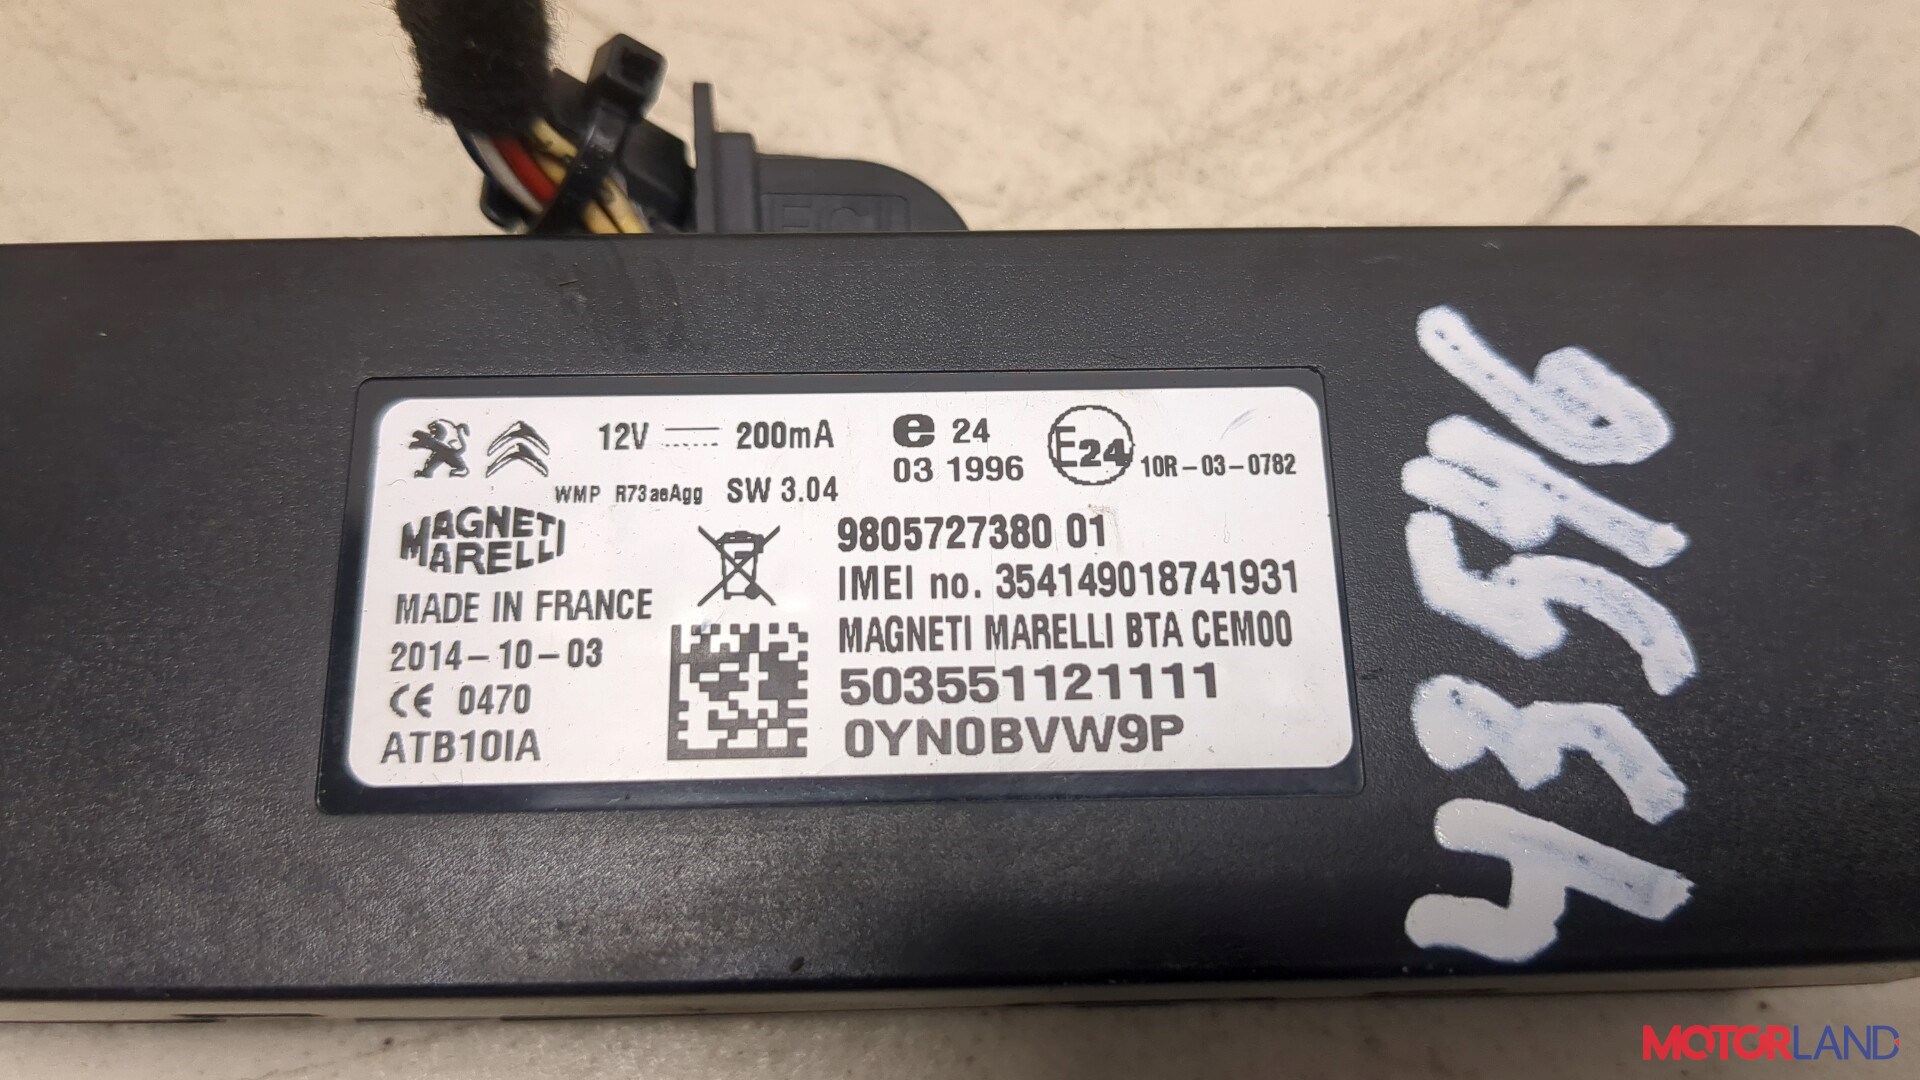 12V 200mA
e 24
03 1996
E24
10R-03-0782
WMP R73aeAgg SW 3.04
MAGNETI
MARELLI
MADE IN FRANCE
2014-10-03
CE 0470
ATB10IA
9805727380 01
IMEI no. 354149018741931
MAGNETI MARELLI BTA CEM00
503551121111
0YN0BVW9P
433546
MOTORLAND